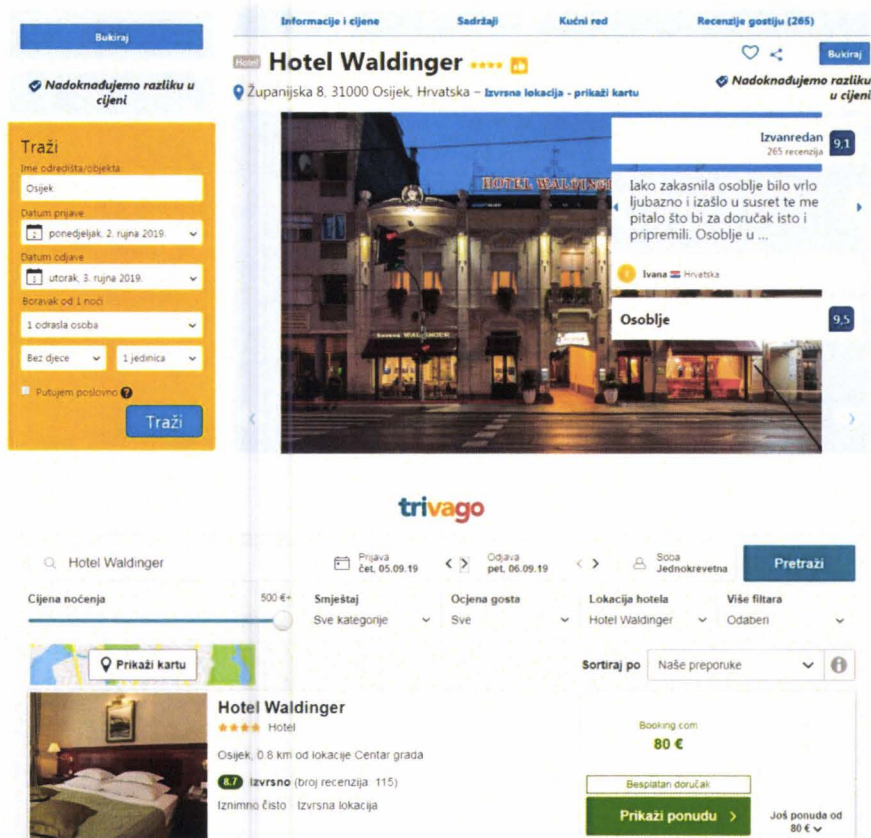 Informacije i cijene
Sadržaji
Kućni red
Recenzije gostiju (265)
Bukiraj
Nadoknađujemo razliku u
cijeni
Hotel
Hotel Waldinger
Bukiraj
Županijska 8, 31000 Osijek, Hrvatska – Izvrsna lokacija - prikaži kartu
Nadoknađujemo razliku
u cijeni
Traži
Ime odredišta/objekta:
Osijek
Datum prijave
ponedjeljak, 2. rujna 2019.
Datum odjave
utorak, 3. rujna 2019.
Boravak od 1 noći
1 odrasla osoba
Bez djece
1 jedinica
Putujem poslovno
Traži
HOTEL WALDINGER
Izvanredan
265 recenzija
9,1
Iako zakasnila osoblje bilo vrlo
ljubazno i izašlo u susret te me
pitalo što bi za doručak isto i
pripremili. Osoblje u ...
Ivana Hrvatska
Osoblje
9,5
trivago
Hotel Waldinger
Prijava
čet, 05.09.19
Odjava
pet, 06.09.19
Soba
Jednokrevetna
Pretraži
Cijena noćenja
500 €+
Smještaj
Sve kategorije
Ocjena gosta
Sve
Lokacija hotela
Hotel Waldinger
Više filtara
Odaberi
Prikaži kartu
Sortiraj po
Naše preporuke
Hotel Waldinger
Hotel
Osijek, 0.8 km od lokacije Centar grada
8.7 Izvrsno (broj recenzija: 115)
Iznimno čisto · Izvrsna lokacija
Booking.com
80 €
Besplatan doručak
Prikaži ponudu
Još ponuda od
80 €